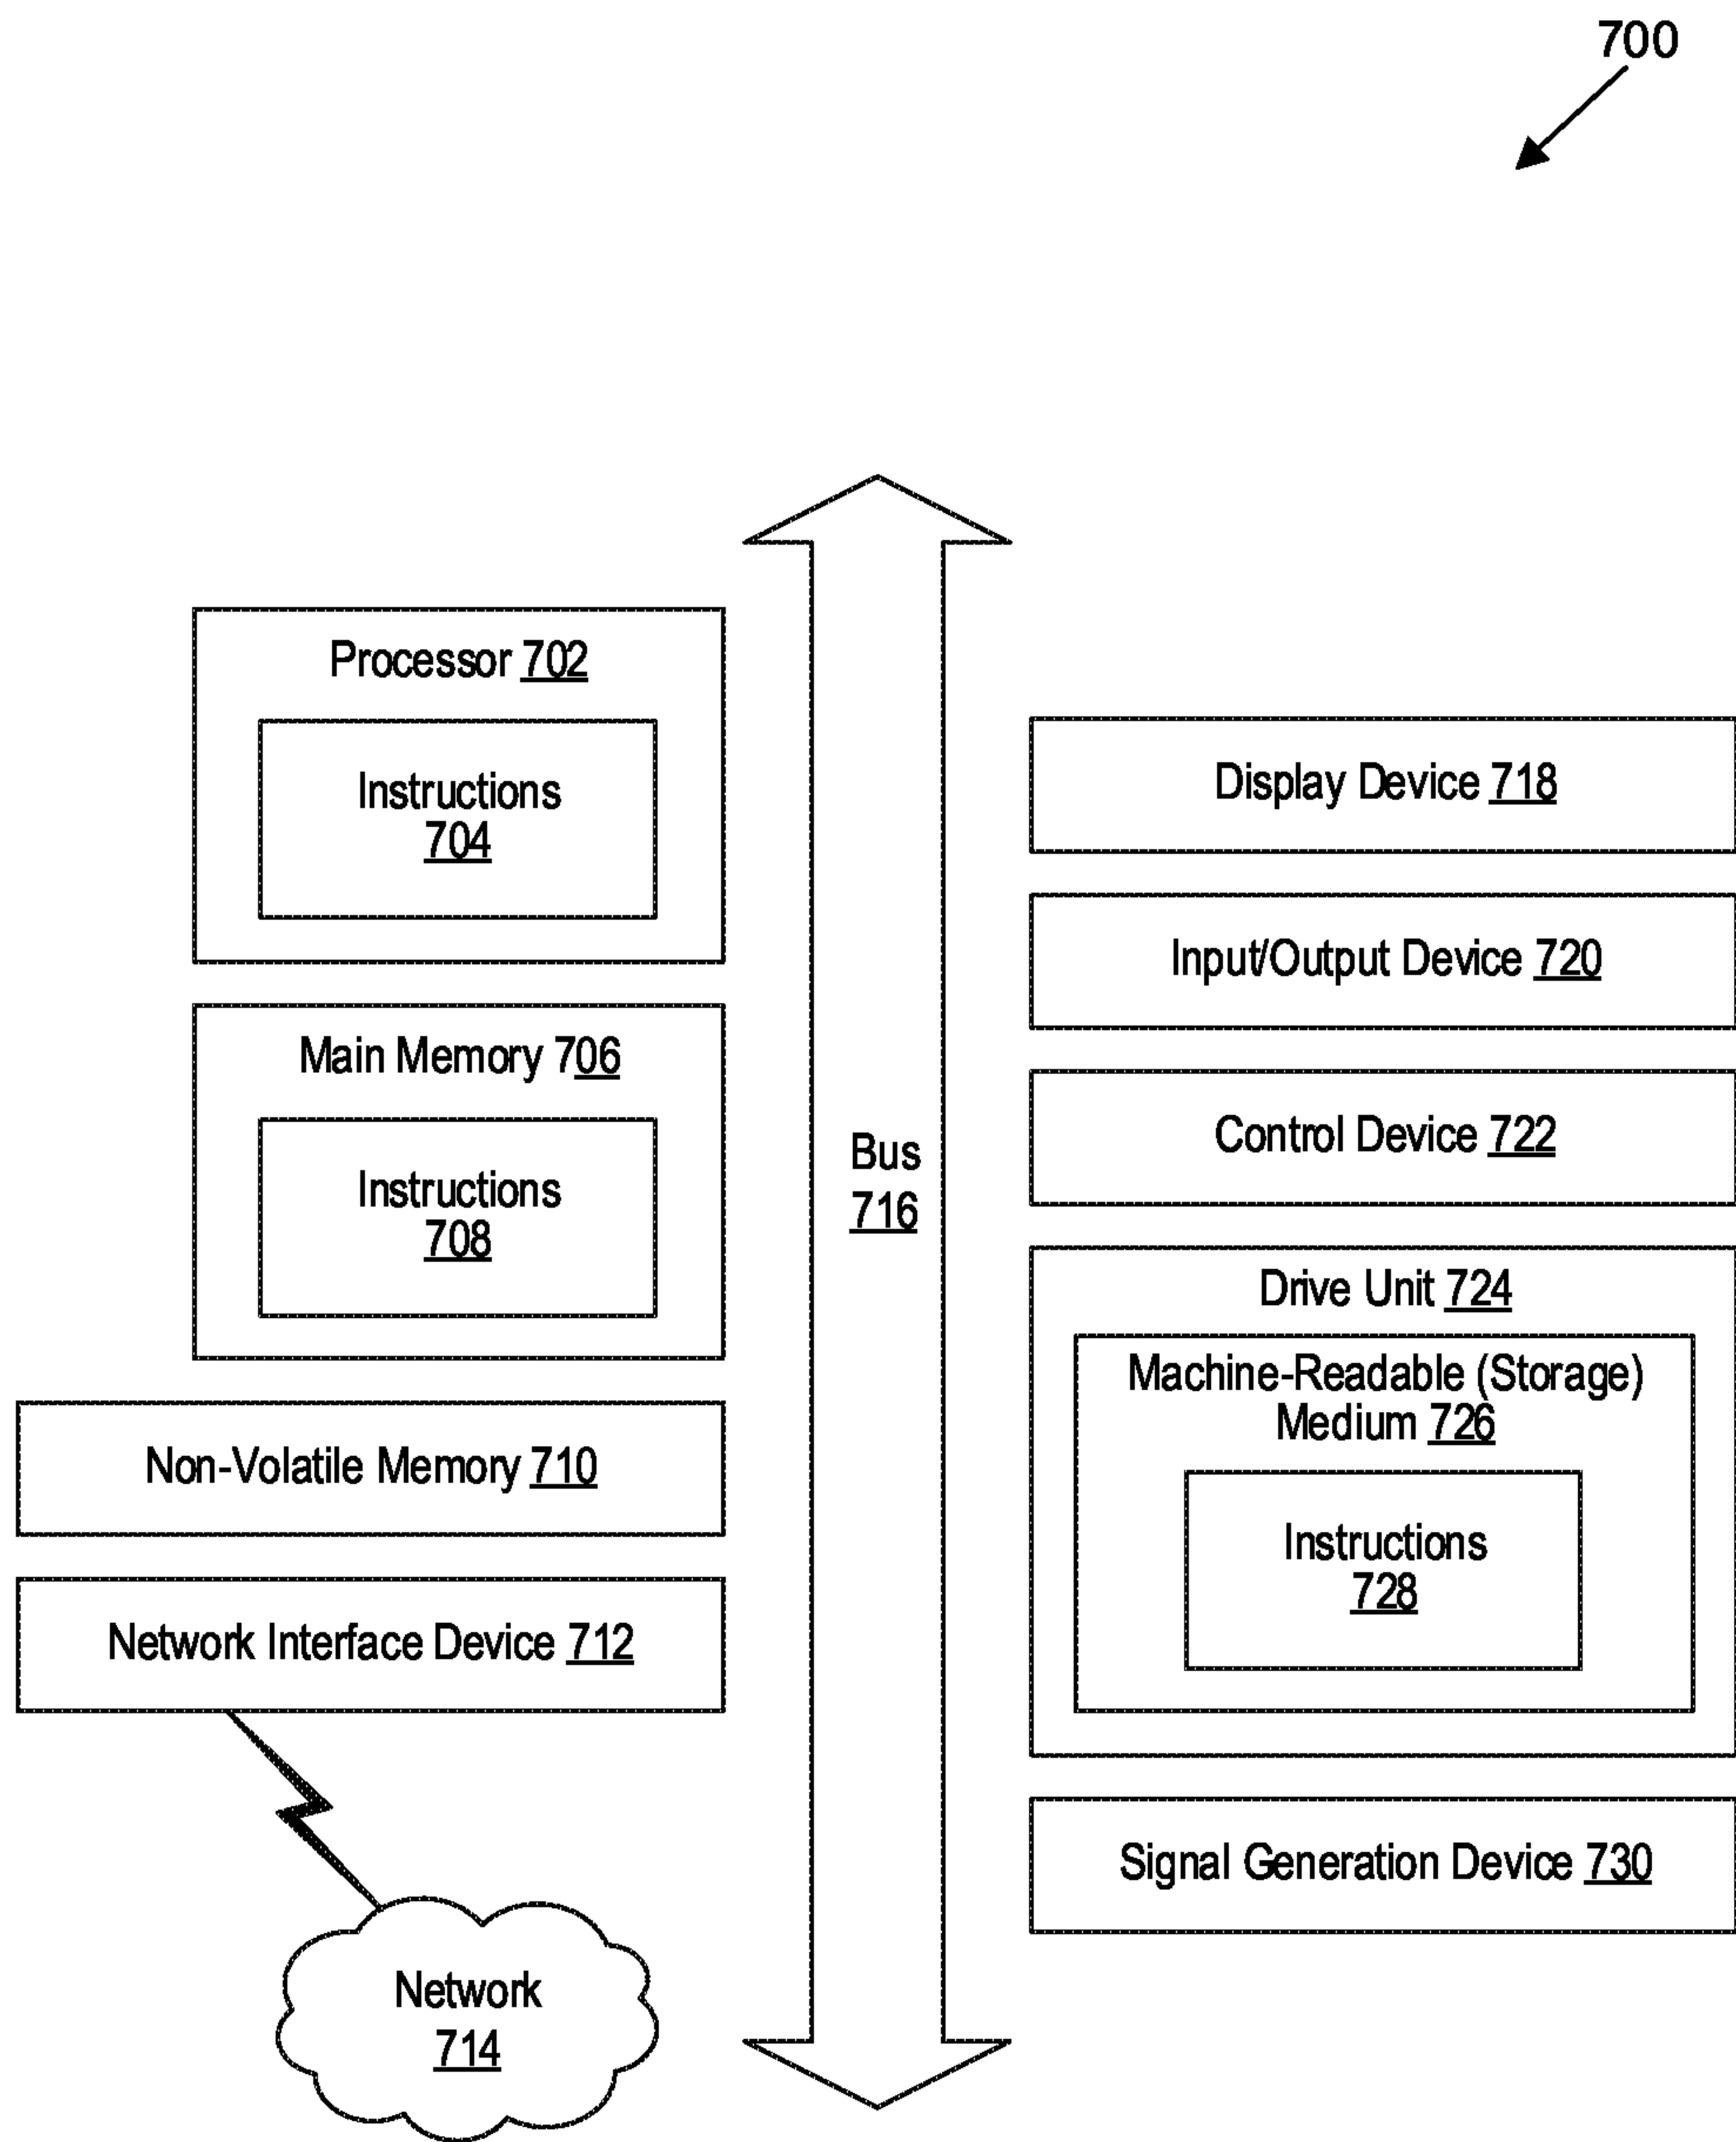 700
Processor 702
Instructions
704
Main Memory 706
Instructions
708
Non-Volatile Memory 710
Network Interface Device 712
Network
714
Bus
716
Display Device 718
Input/Output Device 720
Control Device 722
Drive Unit 724
Machine-Readable (Storage)
Medium 726
Instructions
728
Signal Generation Device 730